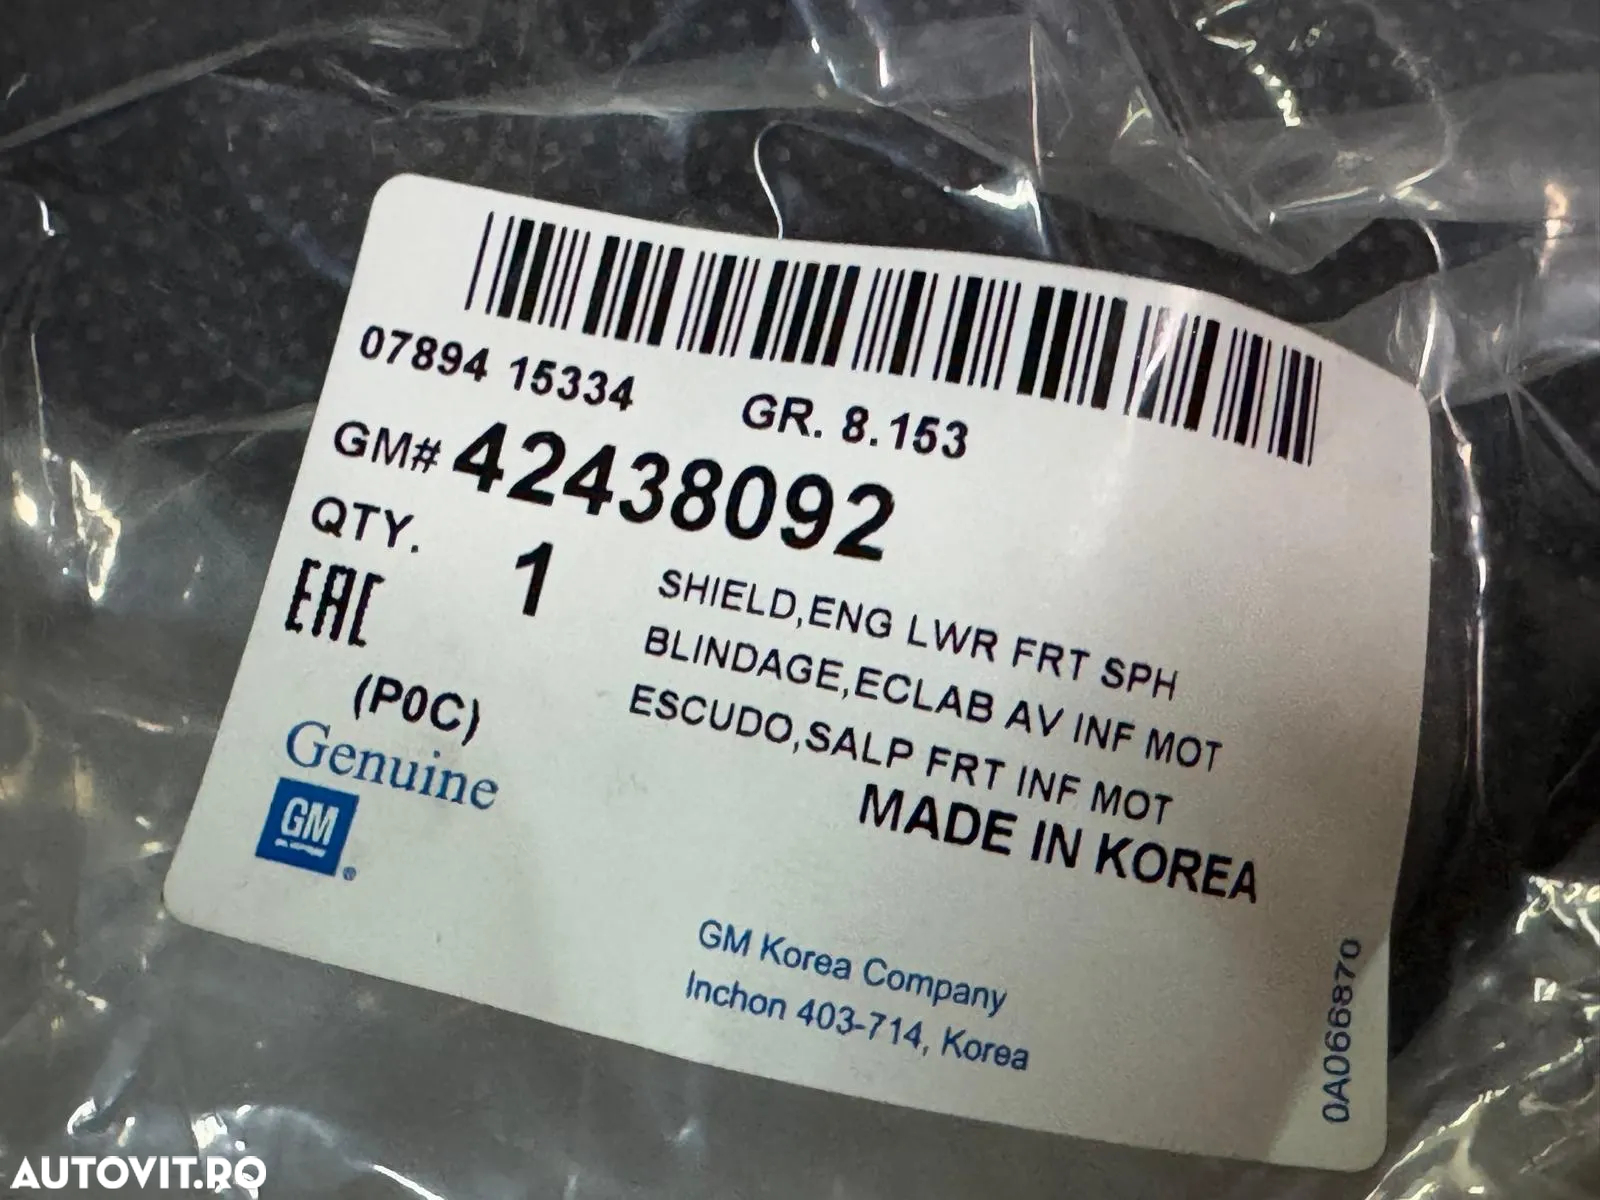 07894 15334
GR. 8.153
GM# 42438092
QTY. 1
EAC
SHIELD,ENG LWR FRT SPH
BLINDAGE,ECLAB AV INF MOT
ESCUDO,SALP FRT INF MOT
(P0C)
MADE IN KOREA
Genuine
GM
®
GM Korea Company
Inchon 403-714, Korea
0A066870
AUTOVIT.RO